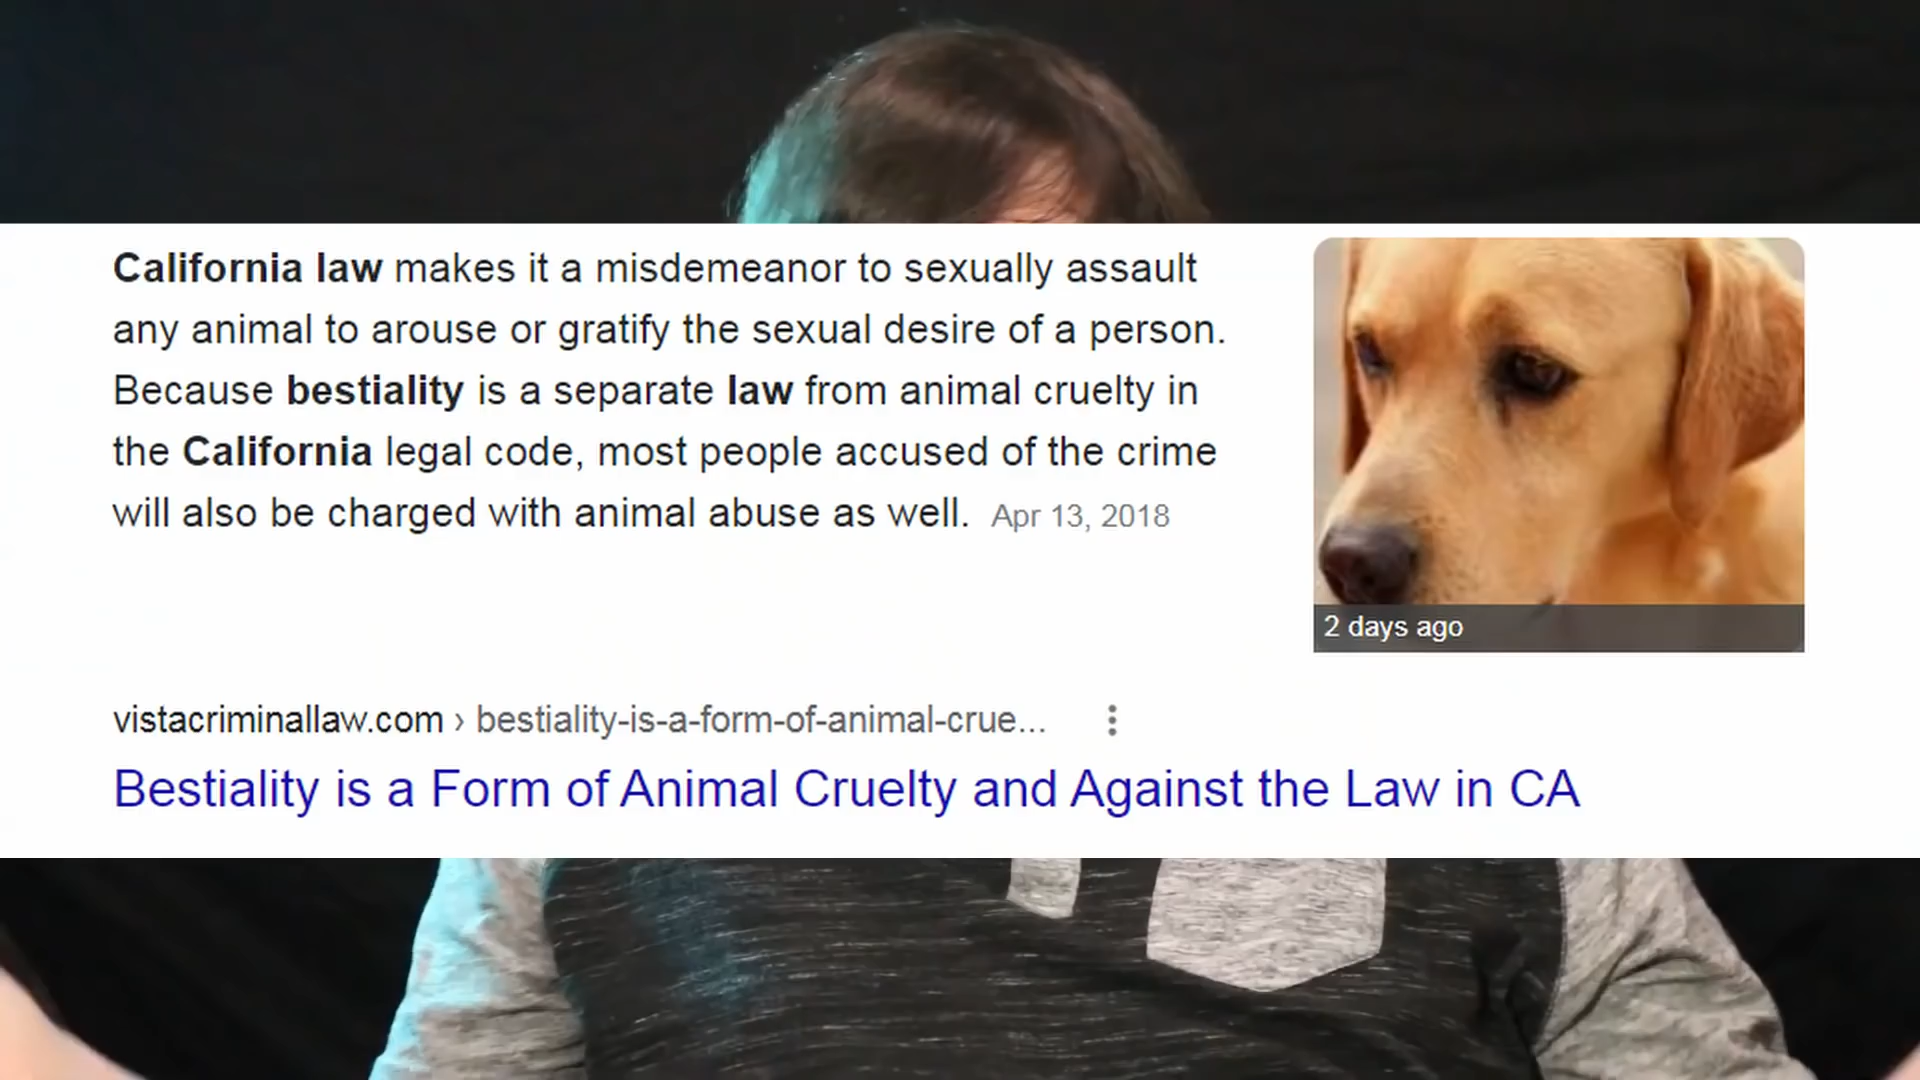 California law makes it a misdemeanor to sexually assault
any animal to arouse or gratify the sexual desire of a person.
Because bestiality is a separate law from animal cruelty in
the California legal code, most people accused of the crime
will also be charged with animal abuse as well. Apr 13, 2018
2 days ago
vistacriminallaw.com › bestiality-is-a-form-of-animal-crue...
Bestiality is a Form of Animal Cruelty and Against the Law in CA